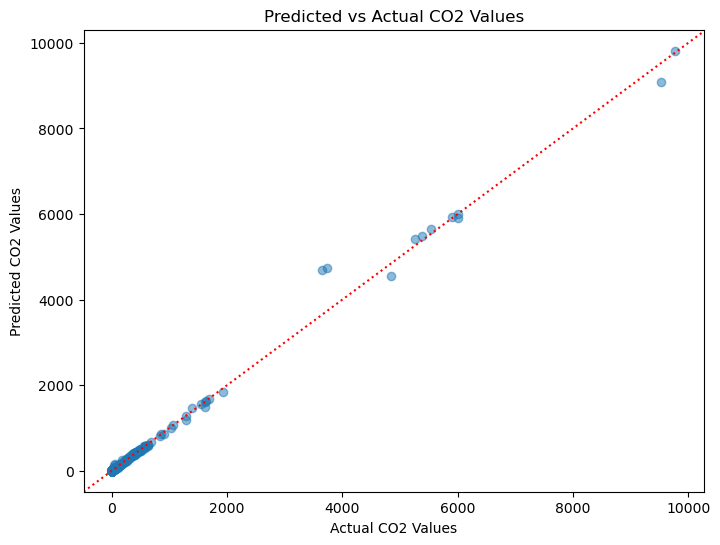 Predicted vs Actual CO2 Values
10000
8000
6000
4000
2000
0
Predicted CO2 Values
0 2000 4000 6000 8000 10000
Actual CO2 Values